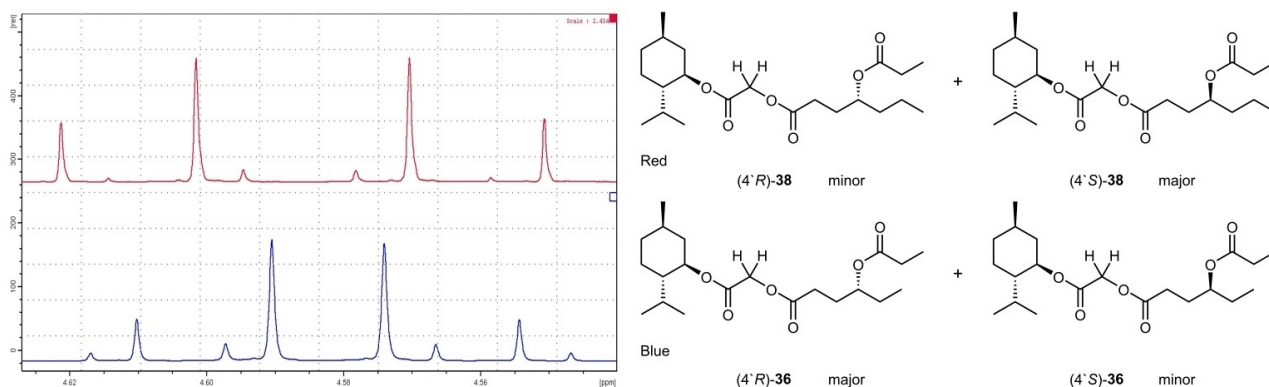 [rel]
Scale : 2.454
400
300
200
100
0
4.62 4.60 4.58 4.56 [ppm]
O
H H O
O O
O O
+
O
H H O
O O
O O
Red
(4`R)-38 minor (4`S)-38 major
O
H H O
O O
O O
+
O
H H O
O O
O O
Blue
(4`R)-36 major (4`S)-36 minor